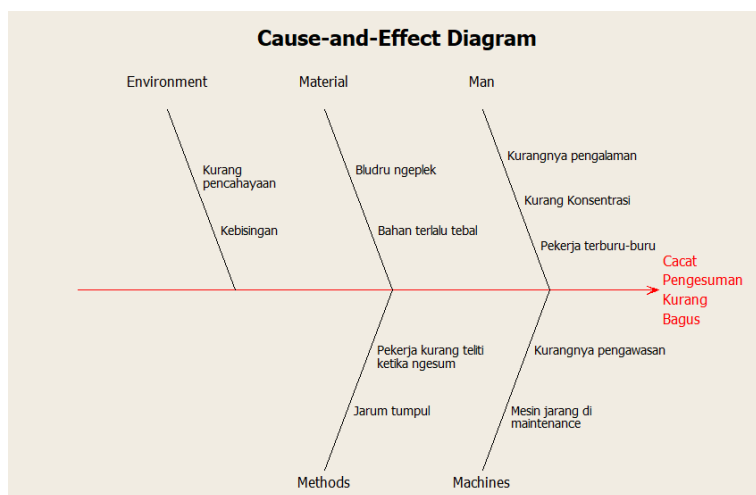 Cause-and-Effect Diagram
Environment
Material
Man
Kurang
pencahayaan
Kebisingan
Bludru ngeplek
Bahan terlalu tebal
Kurangnya pengalaman
Kurang Konsentrasi
Pekerja terburu-buru
Cacat
Pengesuman
Kurang
Bagus
Pekerja kurang teliti
ketika ngesum
Jarum tumpul
Kurangnya pengawasan
Mesin jarang di
maintenance
Methods
Machines